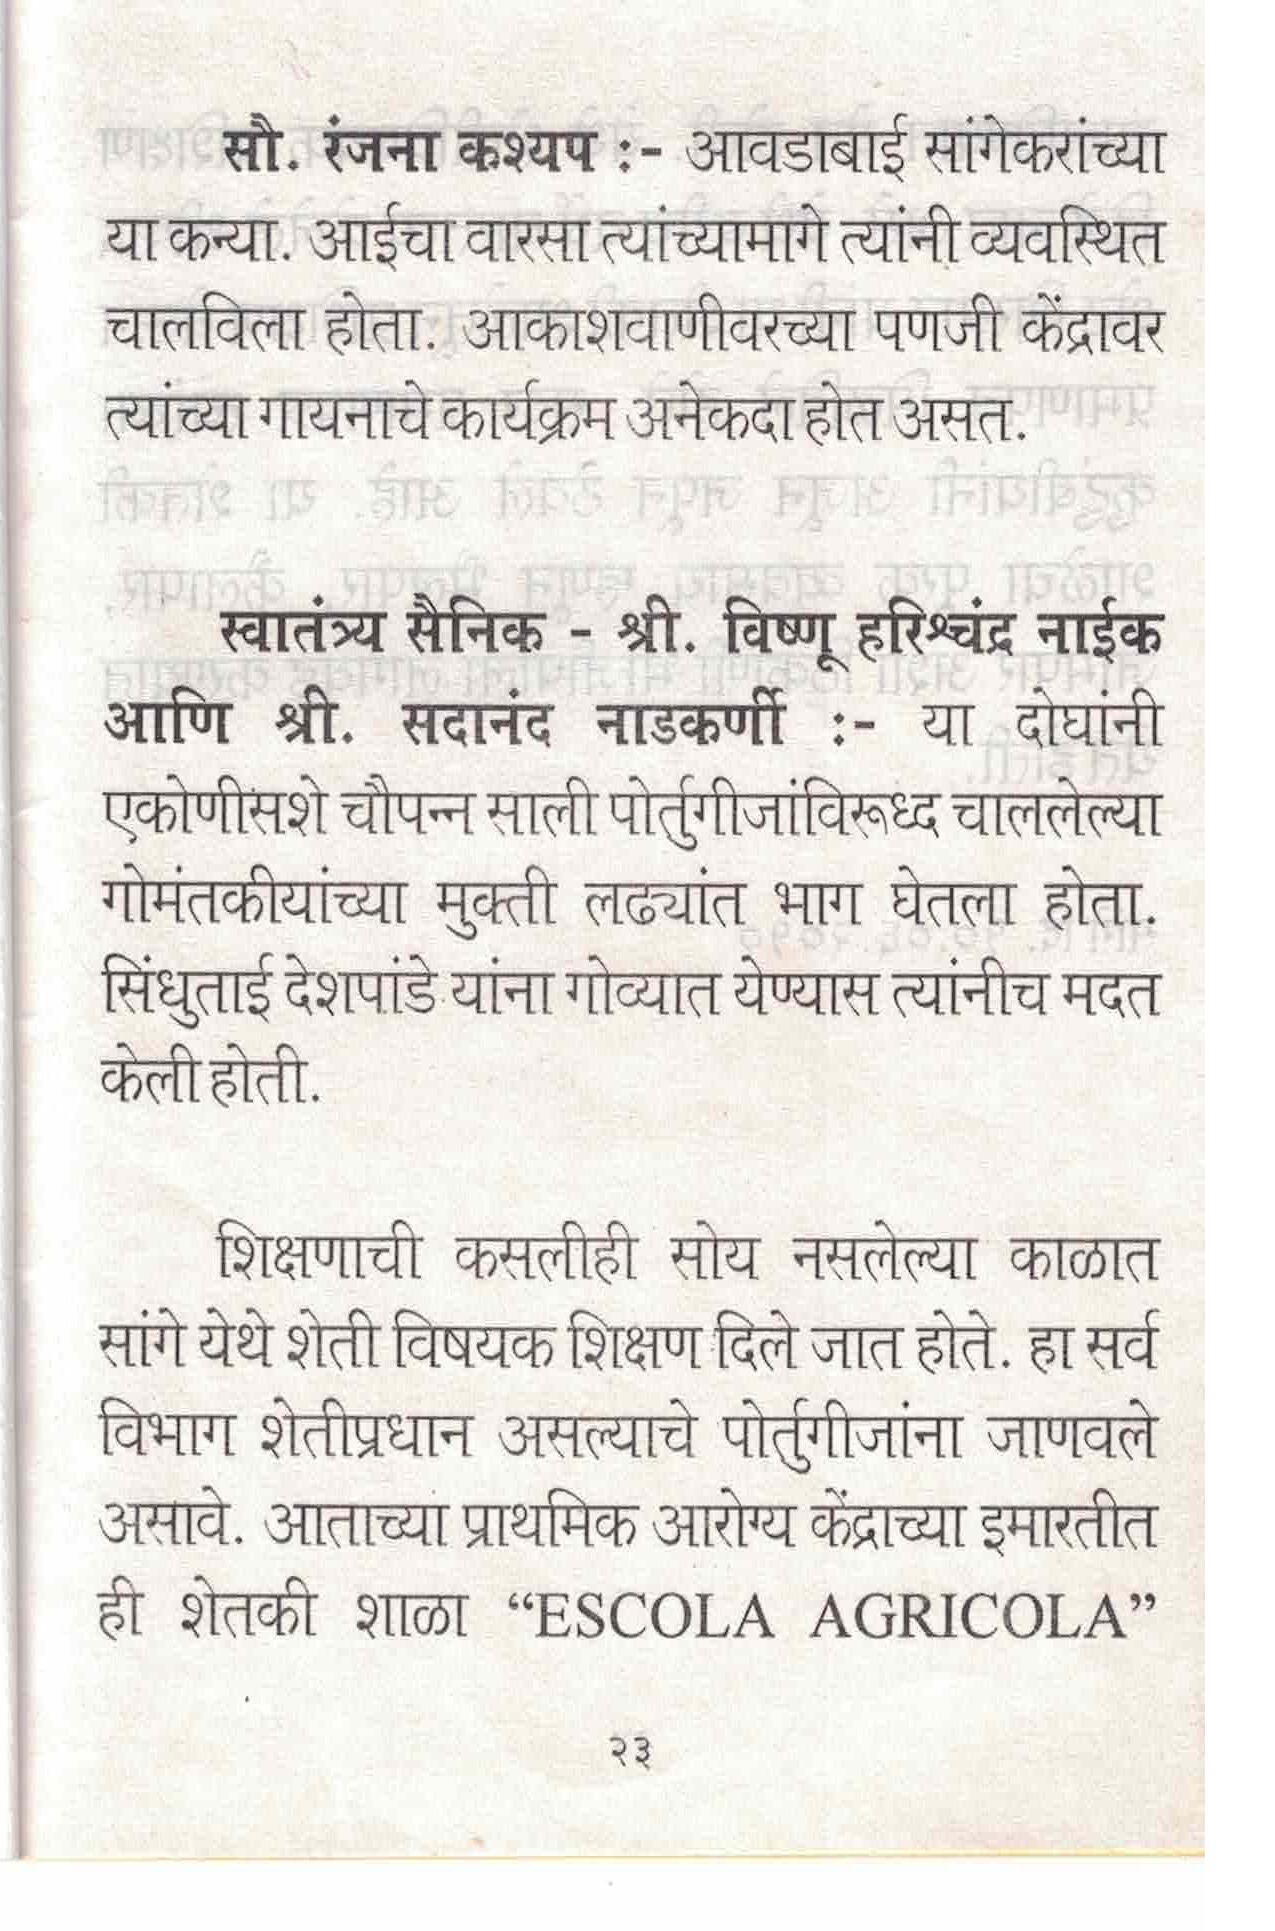 सौ. रंजना कश्यप :- आवडाबाई सांगेकरांच्या
या कन्या. आईचा वारसा त्यांच्यामागे त्यांनी व्यवस्थित
चालविला होता. आकाशवाणीवरच्या पणजी केंद्रावर
त्यांच्या गायनाचे कार्यक्रम अनेकदा होत असत.
स्वातंत्र्य सैनिक - श्री. विष्णू हरिश्चंद्र नाईक
आणि श्री. सदानंद नाडकर्णी :- या दोघांनी
एकोणीसशे चौपन्न साली पोर्तुगीजांविरूध्द चाललेल्या
गोमंतकीयांच्या मुक्ती लढ्यांत भाग घेतला होता.
सिंधुताई देशपांडे यांना गोव्यात येण्यास त्यांनीच मदत
केली होती.
शिक्षणाची कसलीही सोय नसलेल्या काळात
सांगे येथे शेती विषयक शिक्षण दिले जात होते. हा सर्व
विभाग शेतीप्रधान असल्याचे पोर्तुगीजांना जाणवले
असावे. आताच्या प्राथमिक आरोग्य केंद्राच्या इमारतीत
ही शेतकी शाळा “ESCOLA AGRICOLA”
२३